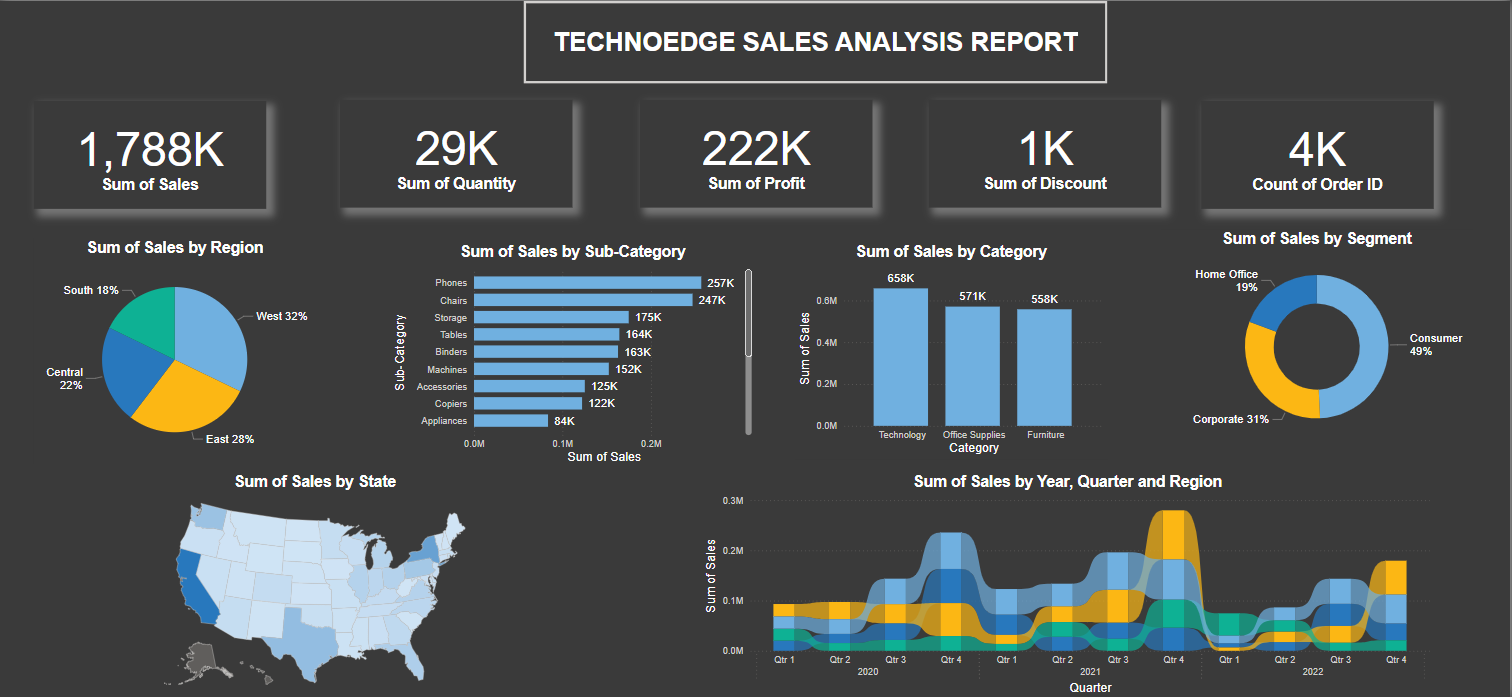 TECHNOEDGE SALES ANALYSIS REPORT
1,788K
Sum of Sales
29K
Sum of Quantity
222K
Sum of Profit
1K
Sum of Discount
4K
Count of Order ID
Sum of Sales by Region
South 18%
West 32%
Central
22%
East 28%
Sum of Sales by Sub-Category
Sub-Category
Phones 257K
Chairs 247K
Storage 175K
Tables 164K
Binders 163K
Machines 152K
Accessories 125K
Copiers 122K
Appliances 84K
0.0M 0.1M 0.2M
Sum of Sales
Sum of Sales by Category
Sum of Sales
658K
571K
558K
0.6M
0.4M
0.2M
0.0M
Technology Office Supplies Furniture
Category
Sum of Sales by Segment
Home Office
19%
Consumer
49%
Corporate 31%
Sum of Sales by State
Sum of Sales by Year, Quarter and Region
Sum of Sales
0.3M
0.2M
0.1M
0.0M
Qtr 1 Qtr 2 Qtr 3 Qtr 4 Qtr 1 Qtr 2 Qtr 3 Qtr 4 Qtr 1 Qtr 2 Qtr 3 Qtr 4
2020 2021 2022
Quarter